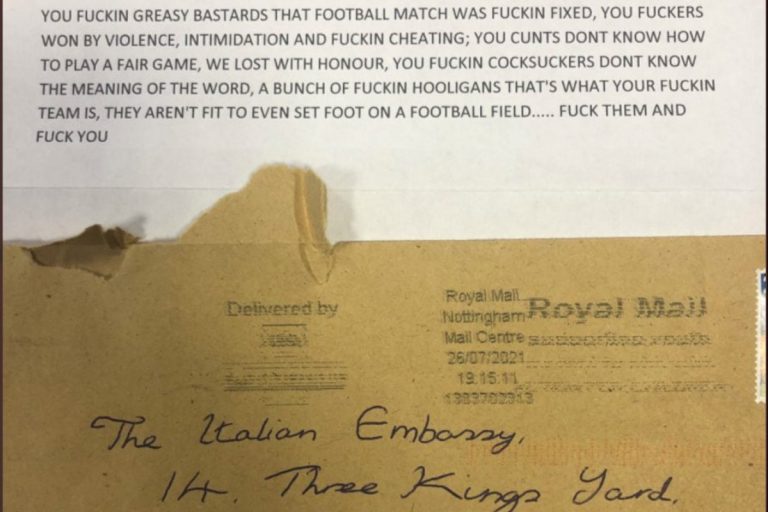 YOU FUCKIN GREASY BASTARDS THAT FOOTBALL MATCH WAS FUCKIN FIXED, YOU FUCKERS
WON BY VIOLENCE, INTIMIDATION AND FUCKIN CHEATING; YOU CUNTS DONT KNOW HOW
TO PLAY A FAIR GAME, WE LOST WITH HONOUR, YOU FUCKIN COCKSUCKERS DONT KNOW
THE MEANING OF THE WORD, A BUNCH OF FUCKIN HOOLIGANS THAT'S WHAT YOUR FUCKIN
TEAM IS, THEY AREN'T FIT TO EVEN SET FOOT ON A FOOTBALL FIELD..... FUCK THEM AND
FUCK YOU
Delivered by
Royal Mail
Nottingham
Mail Centre
26/07/2021
19:15:11
Royal Mail
supporting youth
The Italian Embassy,
14. Three Kings Yard.